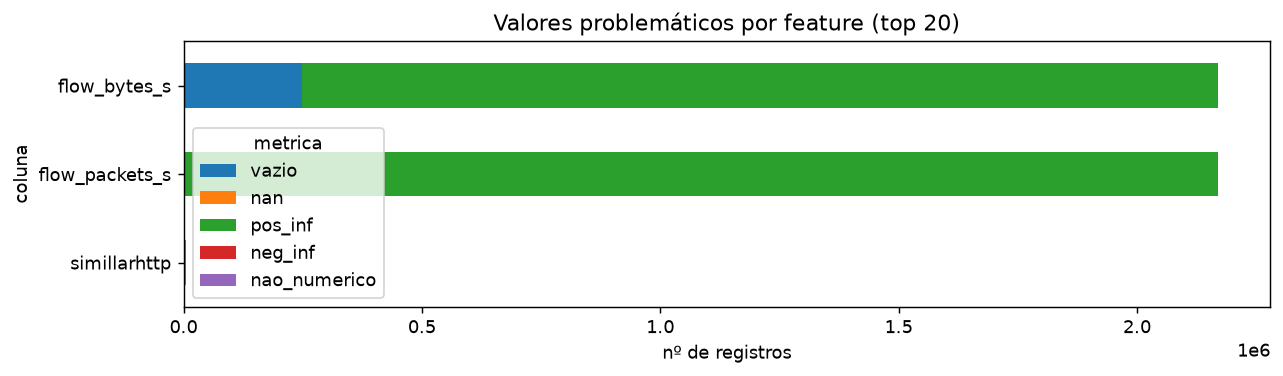 Valores problemáticos por feature (top 20)
flow_bytes_s
flow_packets_s
simillarhttp
coluna
metrica
vazio
nan
pos_inf
neg_inf
nao_numerico
0.0 0.5 1.0 1.5 2.0
1e6
nº de registros